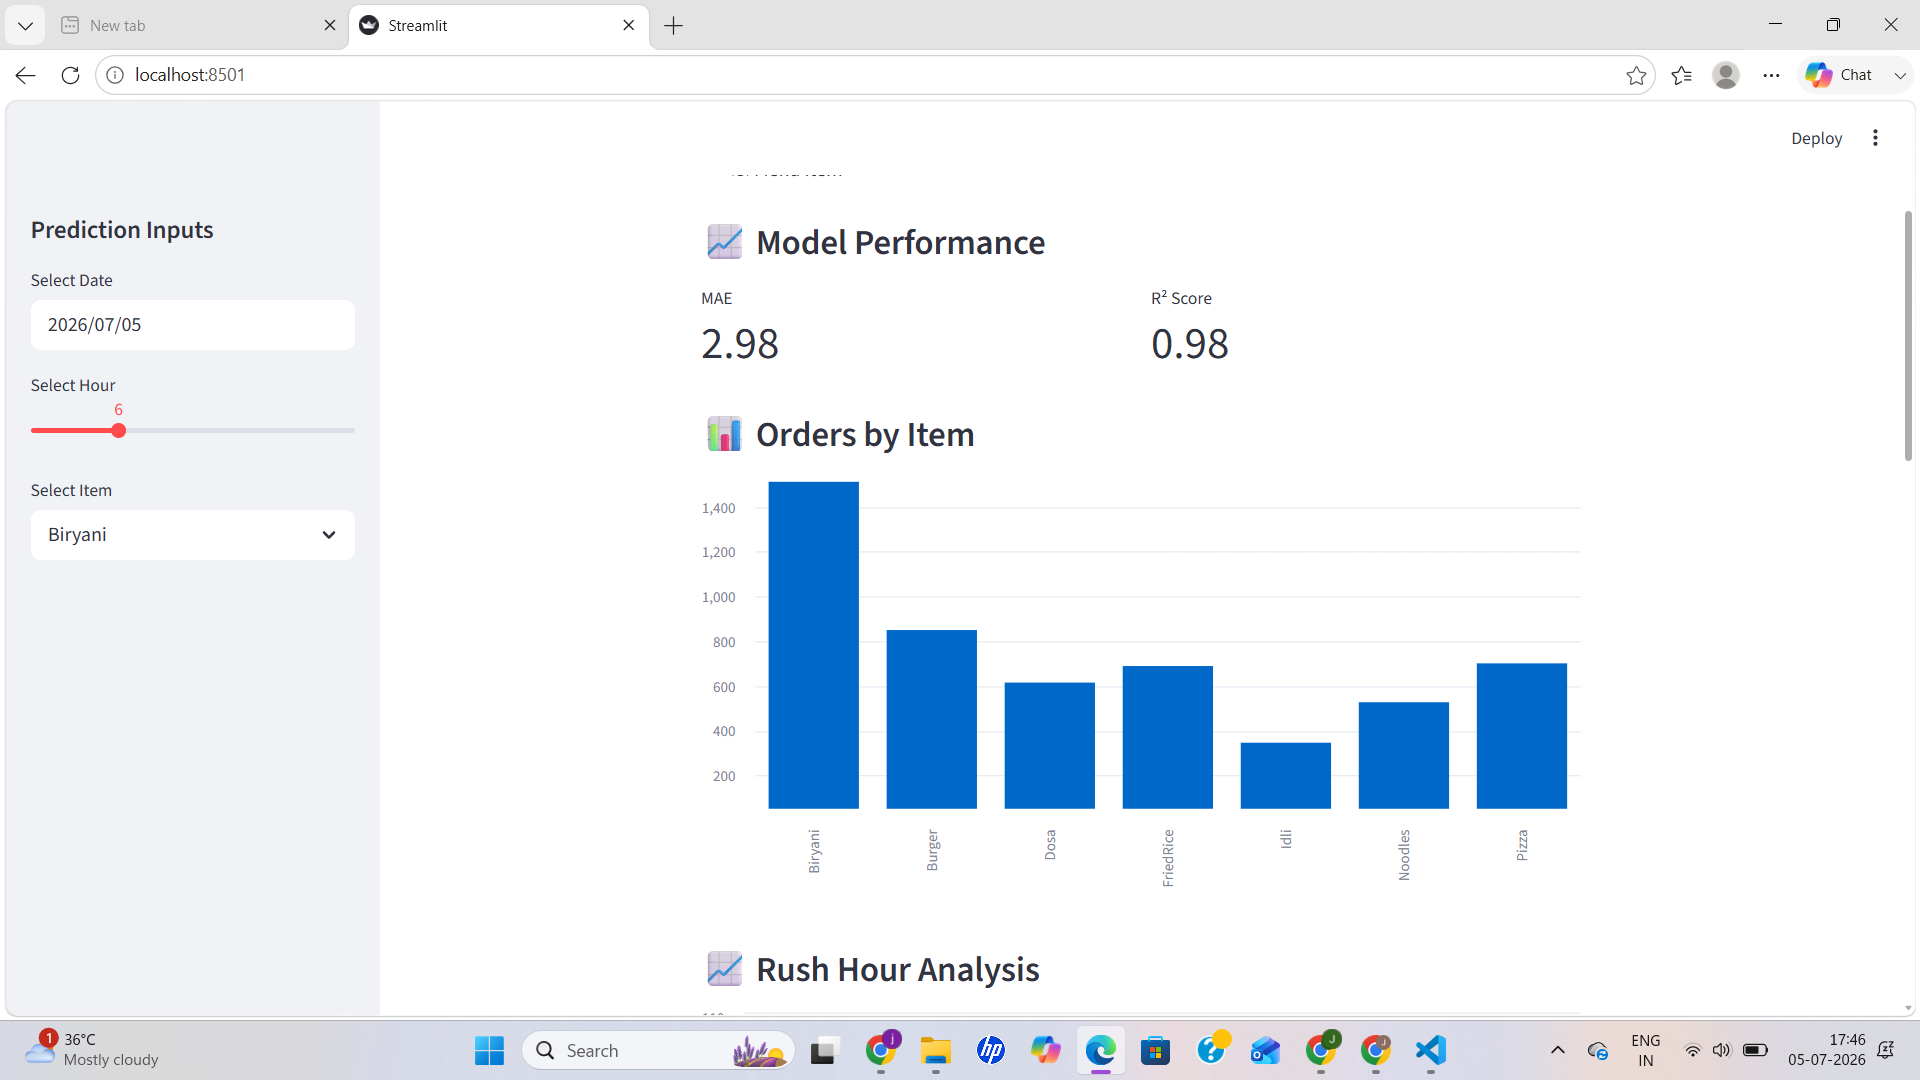 New tab
Streamlit
localhost:8501
Chat
Deploy
Prediction Inputs
Select Date
2026/07/05
Select Hour
6
Select Item
Biryani
Model Performance
MAE
2.98
R² Score
0.98
Orders by Item
1,400
1,200
1,000
800
600
400
200
Biryani
Burger
Dosa
FriedRice
Idli
Noodles
Pizza
Rush Hour Analysis
1
36°C
Mostly cloudy
Search
hp
j
J
J
ENG
IN
17:46
05-07-2026